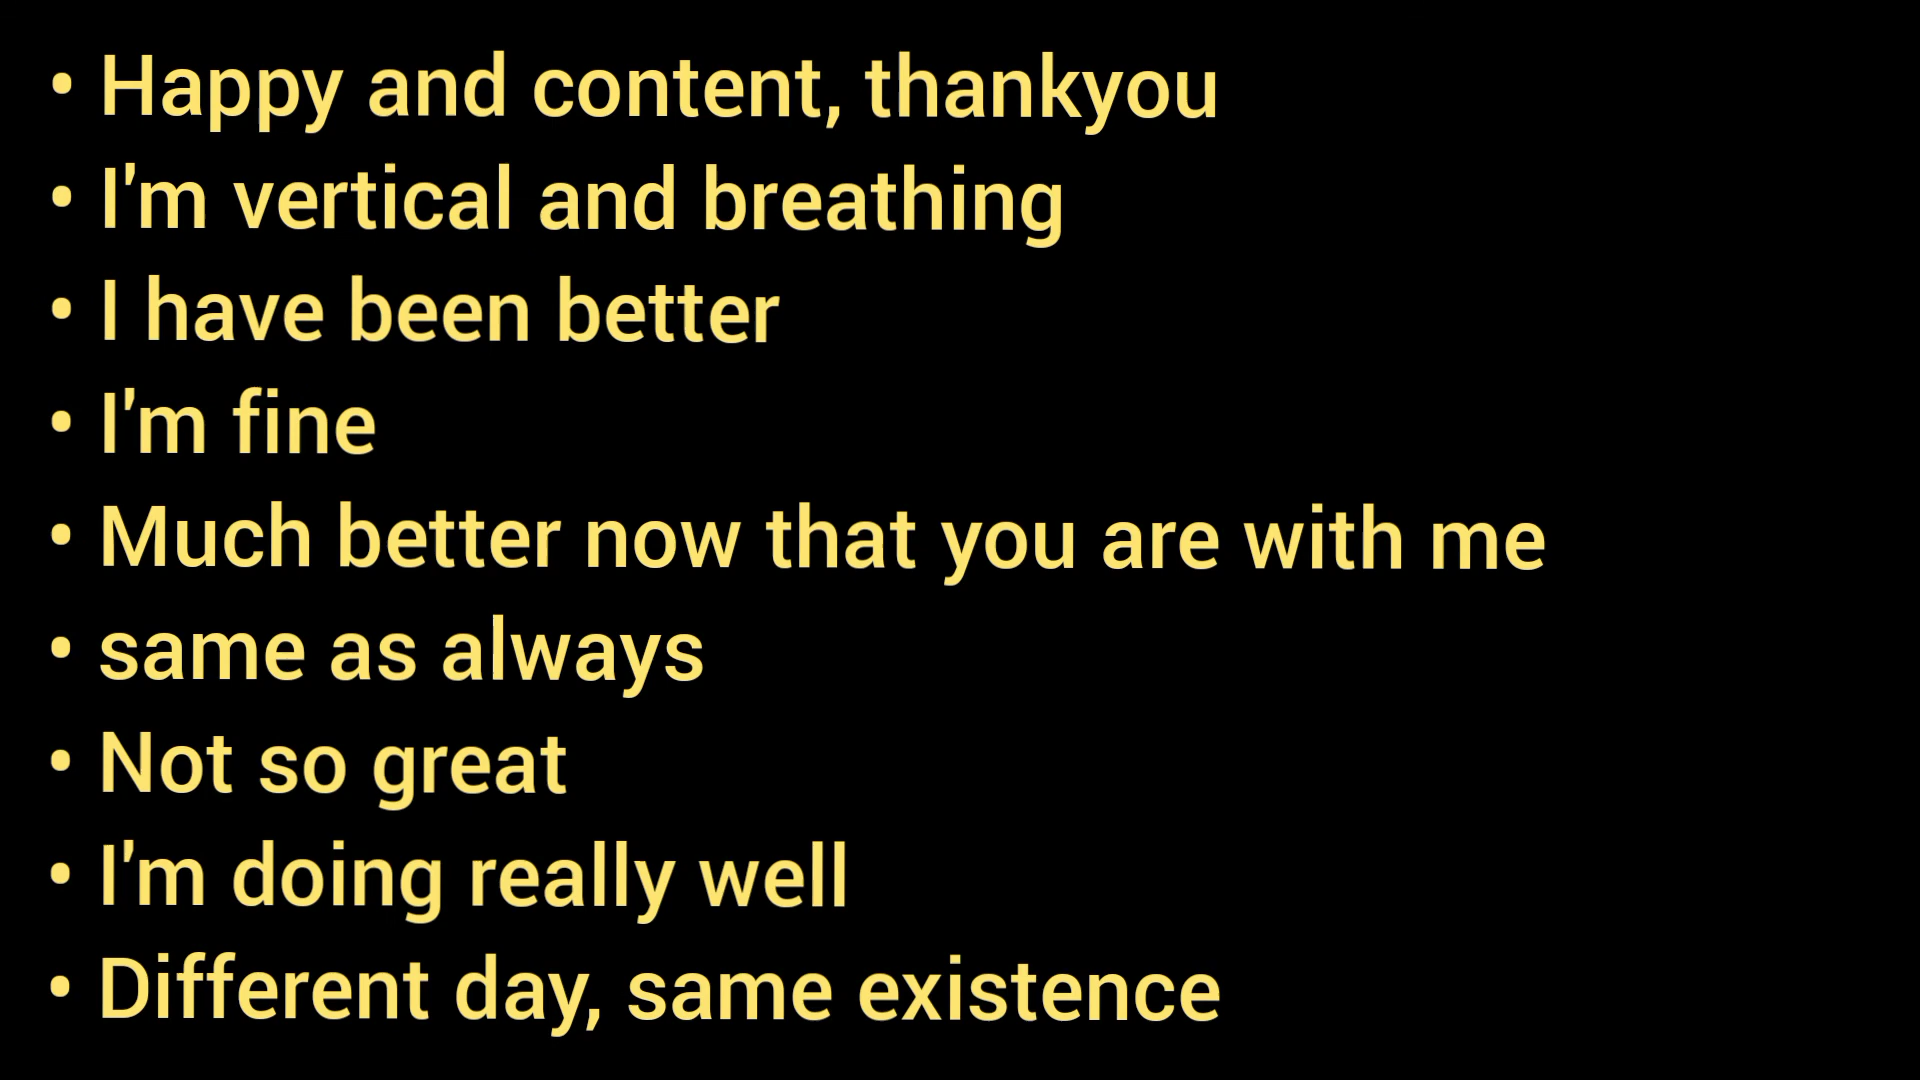 • Happy and content, thankyou
• I'm vertical and breathing
• I have been better
• I'm fine
• Much better now that you are with me
• same as always
• Not so great
• I'm doing really well
• Different day, same existence